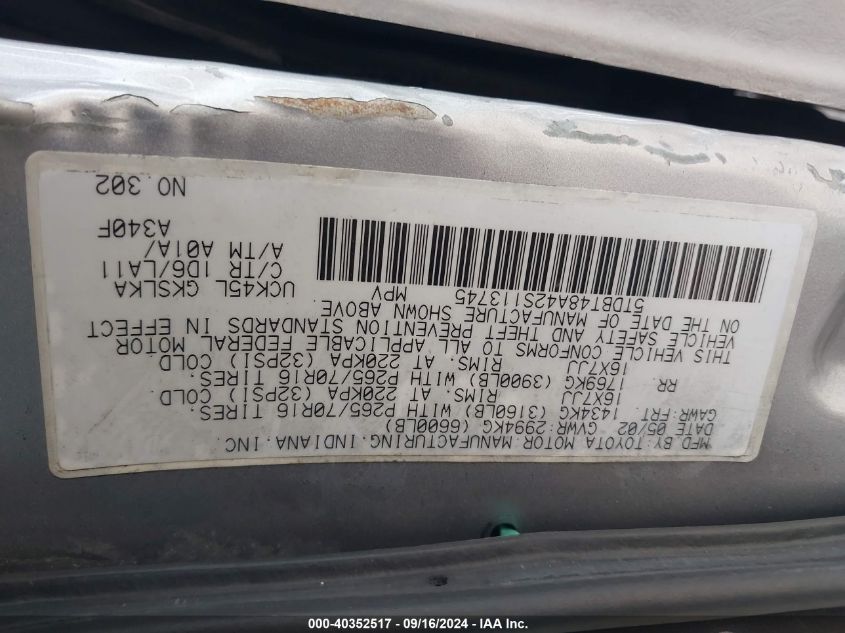 MFD.BY:TOYOTA MOTOR MANUFACTURING,INDIANA,INC.
DATE 05/02 GVWR:2994KG (6600LB)
GAWR:FRT. 1434KG (3160LB) WITH P265/70R16 TIRES.
16X7JJ RIMS. AT 220KPA (32PSI) COLD
RR 1769KG (3900LB) WITH P265/70R16 TIRES.
16X7JJ RIMS. AT 220KPA (32PSI) COLD
THIS VEHICLE CONFORMS TO ALL APPLICABLE FEDERAL MOTOR
VEHICLE SAFETY AND THEFT PREVENTION STANDARDS IN EFFECT
ON THE DATE OF MANUFACTURE SHOWN ABOVE
5TDBT48A42S113745 MPV
UCK45L GKSLKA
C/TR 1D6/LA11
A/TM A01A/
A340F
NO.302
000-40352517 - 09/16/2024 - IAA Inc.